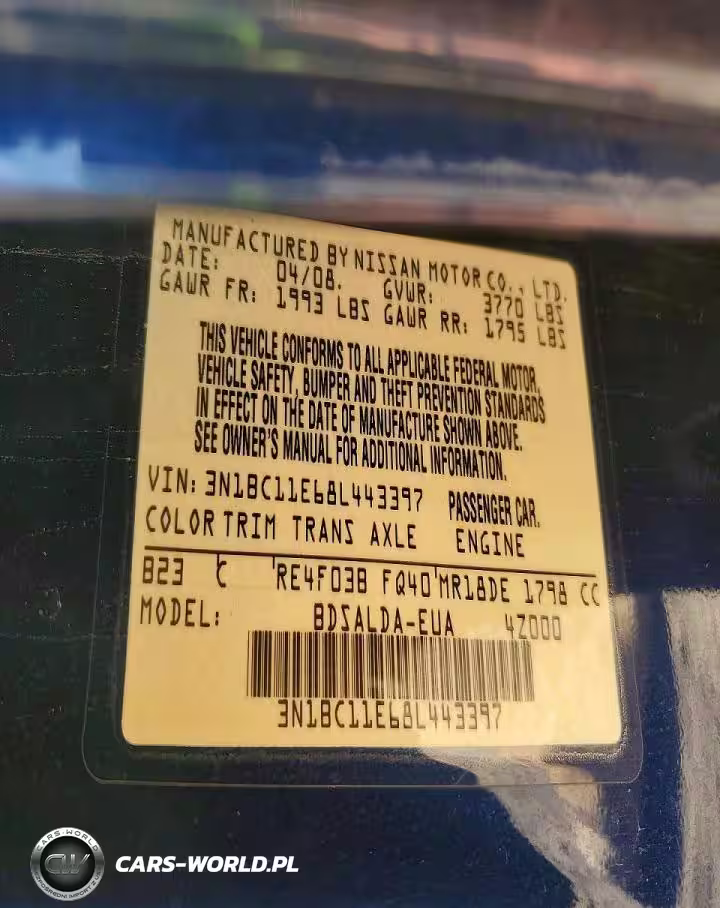 MANUFACTURED BY NISSAN MOTOR CO., LTD.
DATE: 04/08. GVWR: 3770 LBS
GAWR FR: 1993 LBS GAWR RR: 1795 LBS
THIS VEHICLE CONFORMS TO ALL APPLICABLE FEDERAL MOTOR.
VEHICLE SAFETY, BUMPER AND THEFT PREVENTION STANDARDS
IN EFFECT ON THE DATE OF MANUFACTURE SHOWN ABOVE.
SEE OWNER'S MANUAL FOR ADDITIONAL INFORMATION.
VIN: 3N1BC11E68L443397 PASSENGER CAR.
COLOR TRIM TRANS AXLE ENGINE
B23 C RE4F03B FQ40 MR18DE 1798 CC
MODEL: BDSALDA-EUA 4Z000
3N1BC11E68L443397
CARS-WORLD
CW
CARS-WORLD.PL